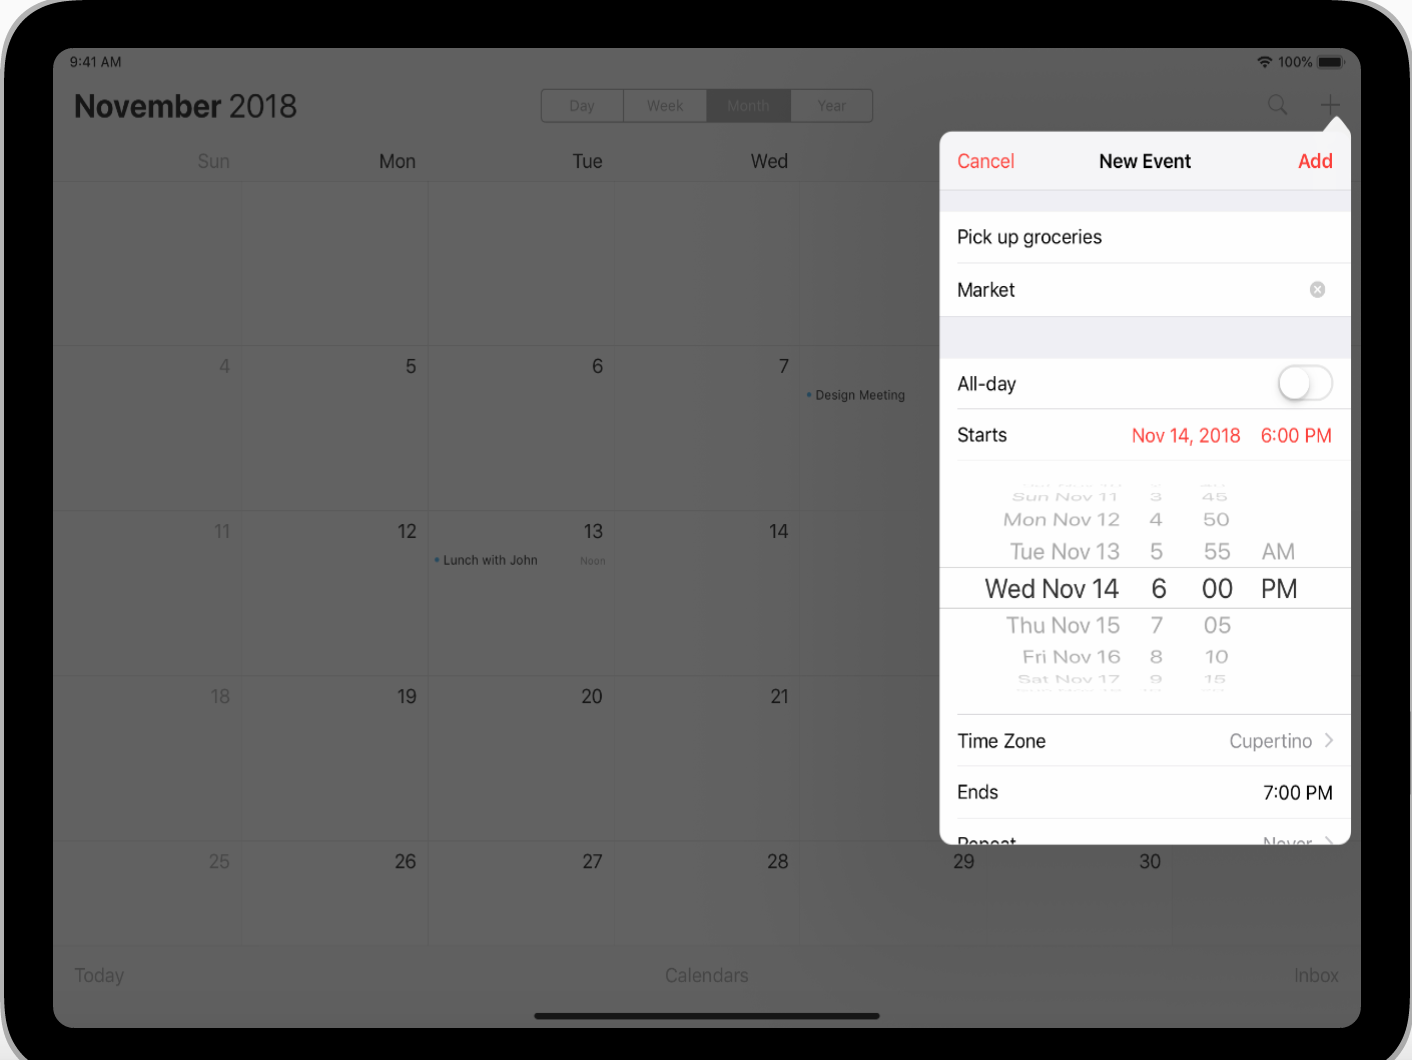 9:41 AM
100%
November 2018
Day Week Month Year
Sun Mon Tue Wed
Cancel New Event Add
Pick up groceries
Market
All-day
Starts Nov 14, 2018 6:00 PM
Sun Nov 11 3 45
Mon Nov 12 4 50
Tue Nov 13 5 55 AM
Wed Nov 14 6 00 PM
Thu Nov 15 7 05
Fri Nov 16 8 10
Sat Nov 17 9 15
Time Zone Cupertino
Ends 7:00 PM
Repeat Never
4 5 6 7
Design Meeting
11 12 13 14
Lunch with John Noon
18 19 20 21
25 26 27 28 29 30
Today Calendars Inbox